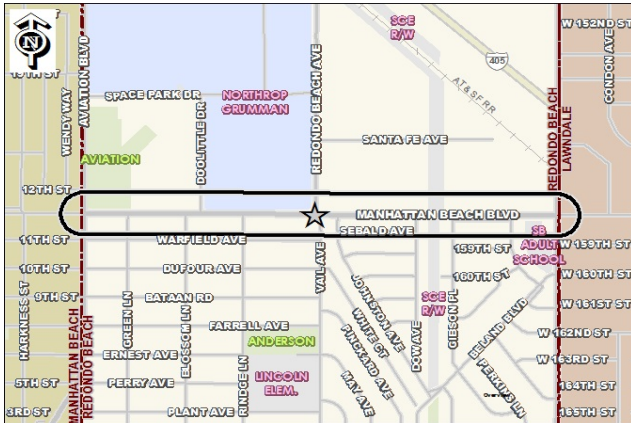 N
SCE
R/W
W 152ND ST
405
CONDON AVE
AVIATION BLVD
WENDY WAY
REDONDO BEACH AVE
AT & SF RR
SPACE PARK DR
NORTHROP
GRUMMAN
DOOLITTLE DR
SANTA FE AVE
REDONDO BEACH
LAWNDALE
AVIATION
12TH ST
MANHATTAN BEACH BLVD
SEBALD AVE
SB
ADULT
SCHOOL
11TH ST
WARFIELD AVE
159TH ST
W 159TH ST
YAIL AVE
10TH ST
DUFOUR AVE
160TH ST
W 160TH ST
HARKNESS ST
9TH ST
BATAAN RD
JOHNSTON AVE
SCE
R/W
GIBSON PL
W 161ST ST
GREEN LN
BLOSSOM LN
FARRELL AVE
WHITE CT
DOW AVE
BELAND BLVD
W 162ND ST
ANDERSON
PINCKARD AVE
MANHATTAN BEACH
REDONDO BEACH
ERNEST AVE
RINDGE LN
W 163RD ST
5TH ST
PERRY AVE
LINCOLN
ELEM.
MAY AVE
PERKINS LN
164TH ST
3RD ST
PLANT AVE
165TH ST